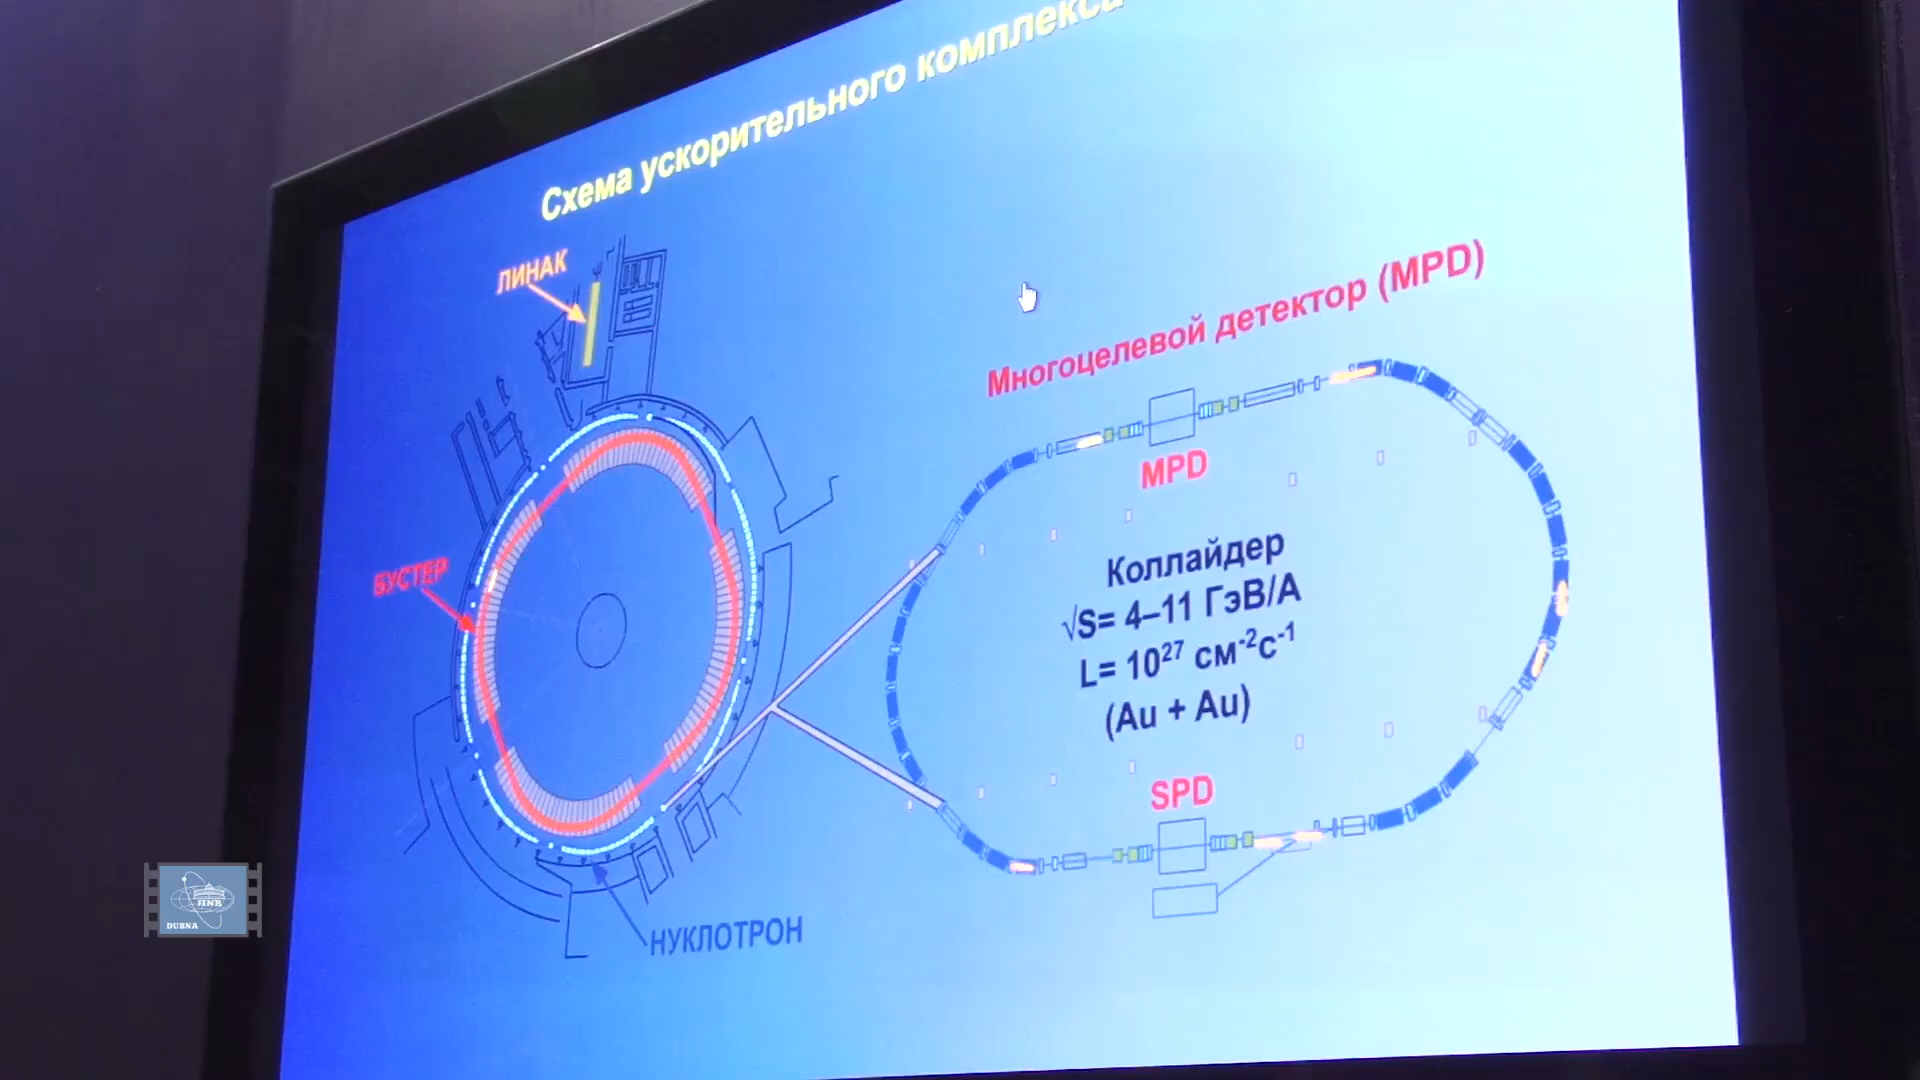 Схема ускорительного комплекса
ЛИНАК
Многоцелевой детектор (MPD)
MPD
БУСТЕР
Коллайдер
√S= 4–11 ГэВ/А
L= 10²⁷ см⁻²с⁻¹
(Au + Au)
SPD
НУКЛОТРОН
JINR
DUBNA